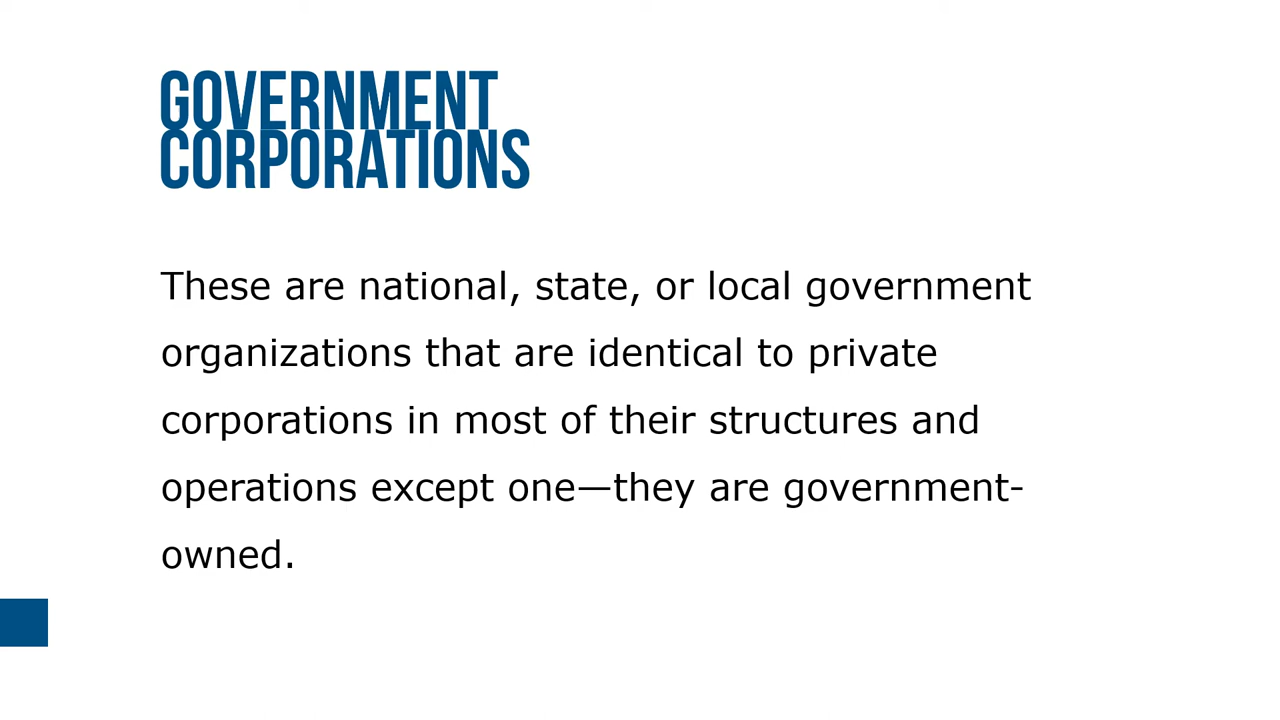 GOVERNMENT
CORPORATIONS
These are national, state, or local government
organizations that are identical to private
corporations in most of their structures and
operations except one—they are government-
owned.